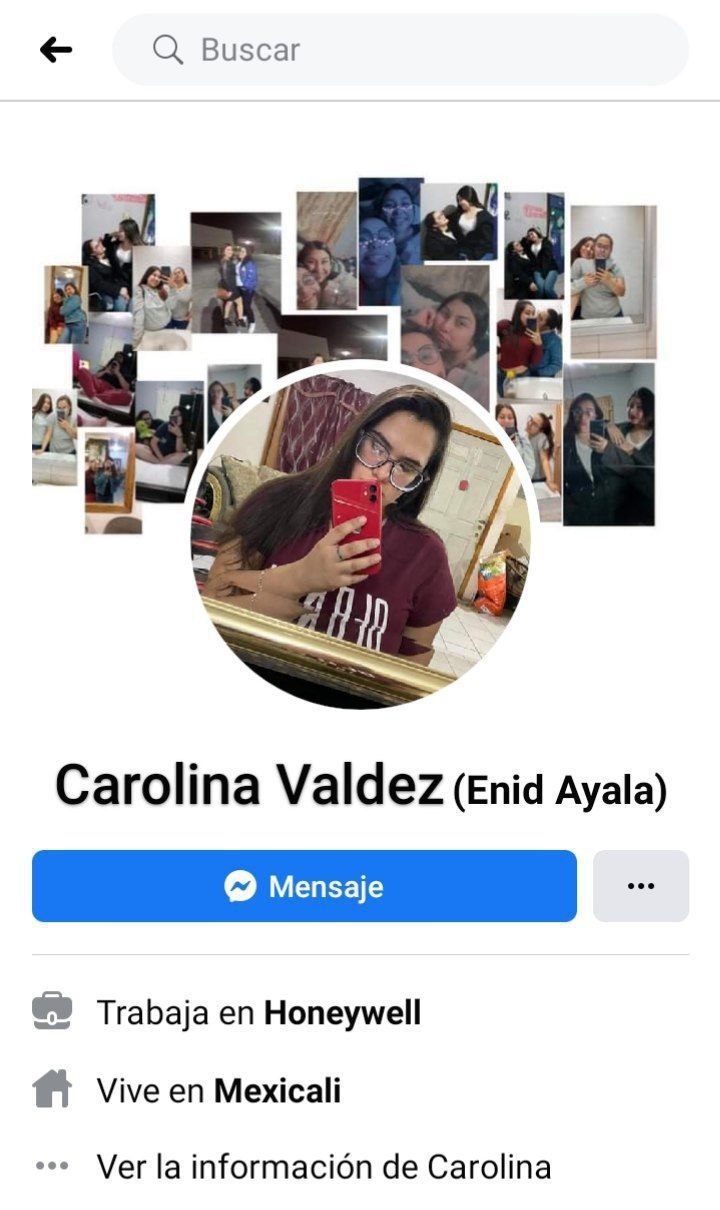 Buscar
Carolina Valdez (Enid Ayala)
Mensaje
Trabaja en Honeywell
Vive en Mexicali
Ver la información de Carolina